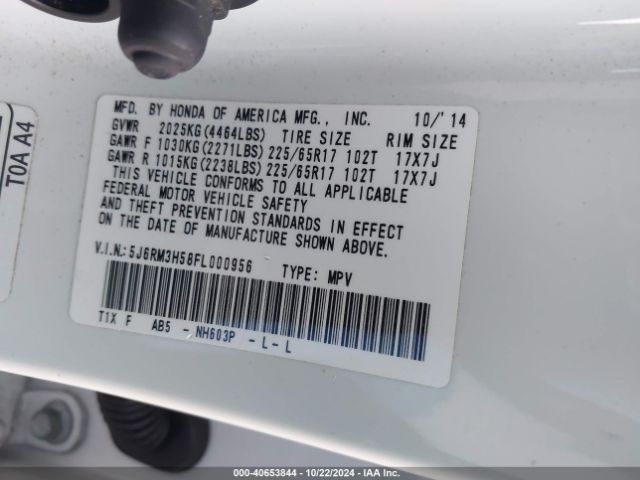 TOA A4
MFD. BY HONDA OF AMERICA MFG., INC. 10/'14
GVWR 2025KG(4464LBS) TIRE SIZE RIM SIZE
GAWR F 1030KG(2271LBS) 225/65R17 102T 17X7J
GAWR R 1015KG(2238LBS) 225/65R17 102T 17X7J
THIS VEHICLE CONFORMS TO ALL APPLICABLE
FEDERAL MOTOR VEHICLE SAFETY
AND THEFT PREVENTION STANDARDS IN EFFECT
ON THE DATE OF MANUFACTURE SHOWN ABOVE.
V.I.N.: 5J6RM3H58FL000956 TYPE: MPV
T1X F AB5 - NH603P - L - L
000-40653844 | 10/22/2024 | IAA Inc.